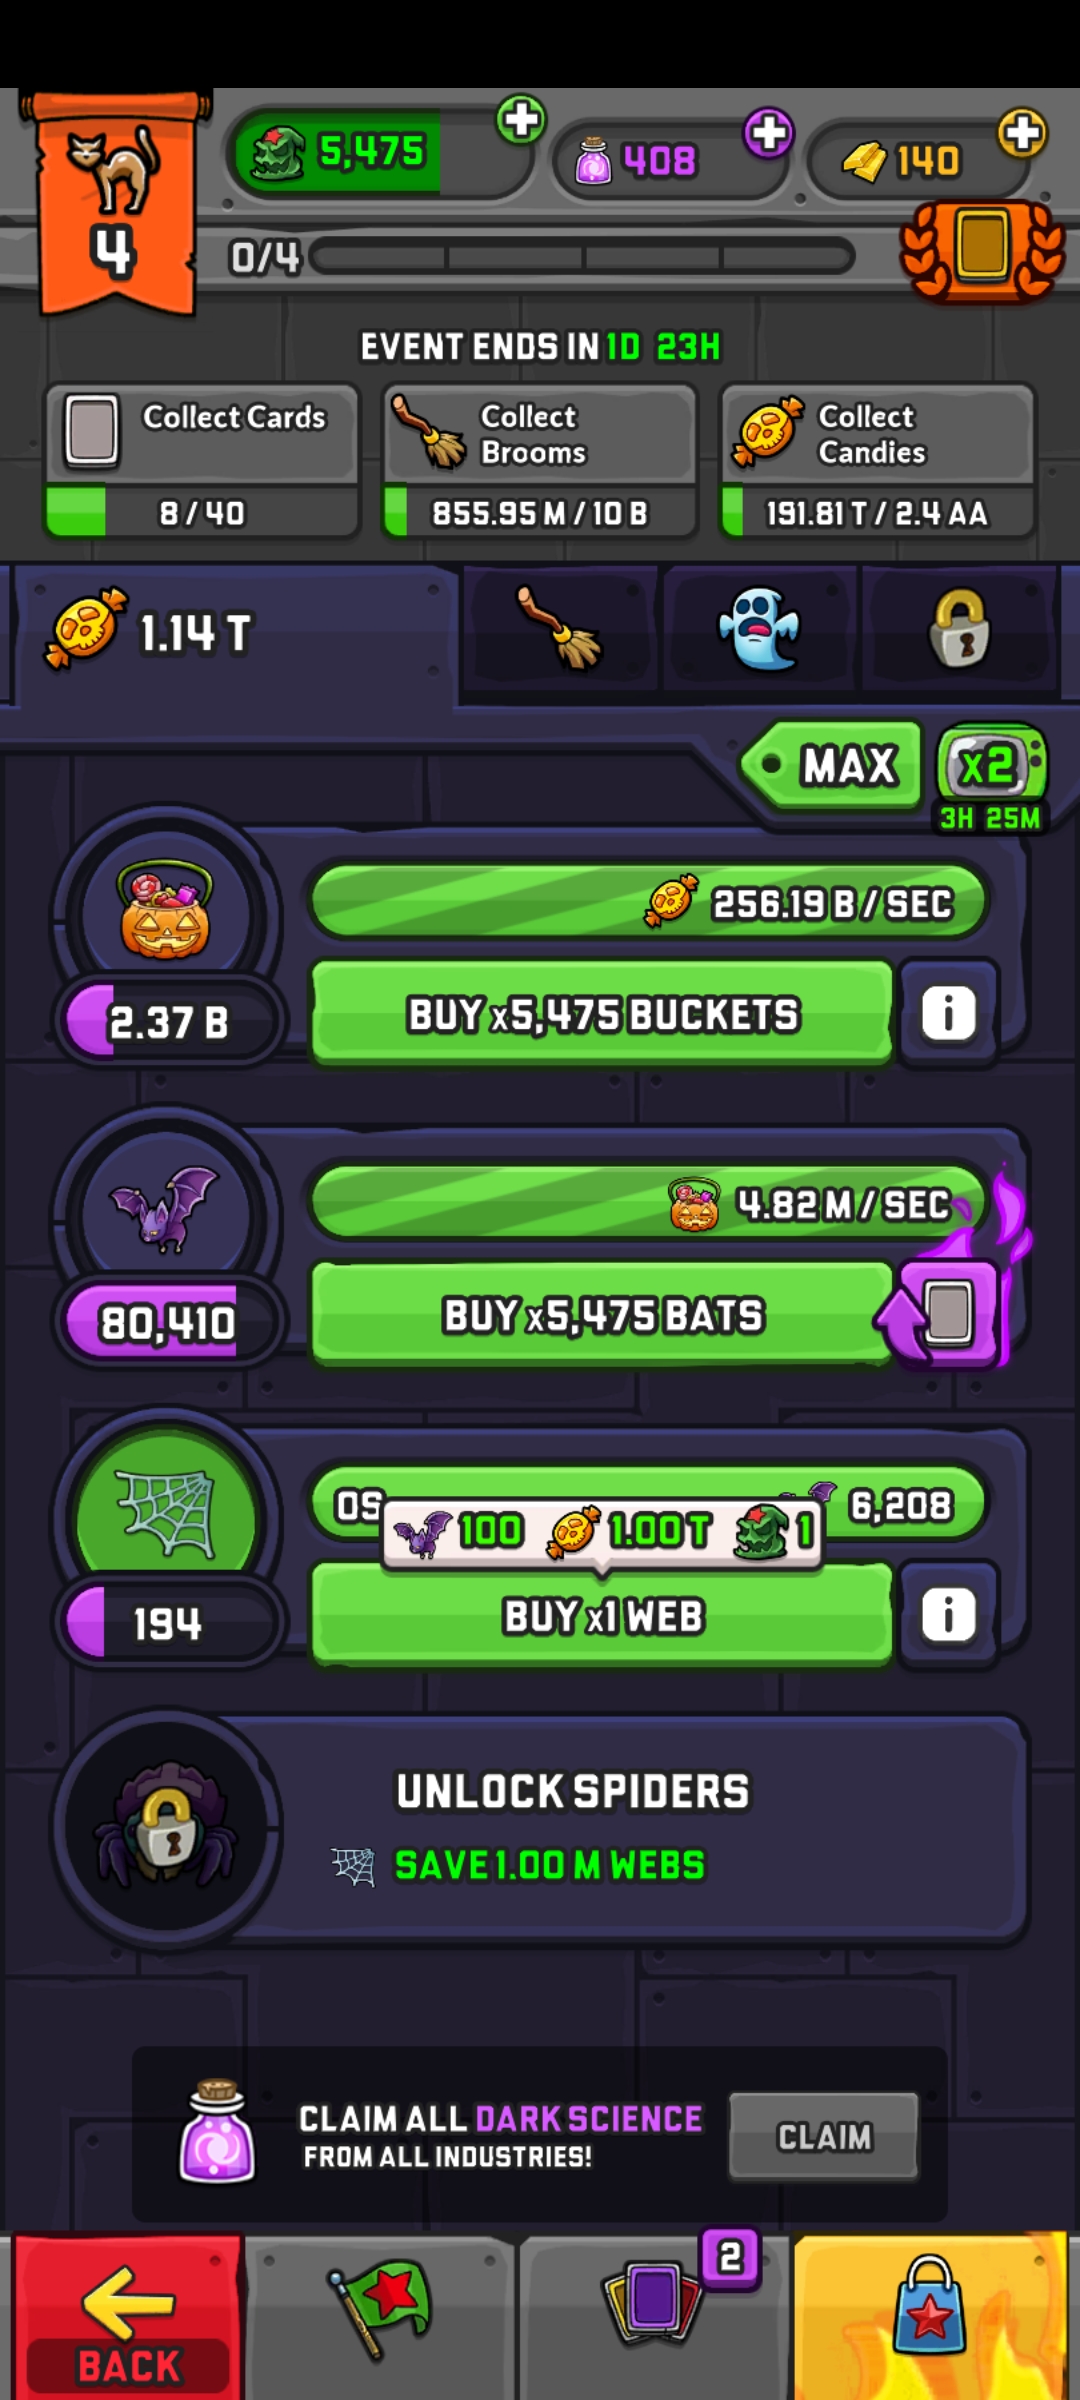 5,475
408
140
4
0/4
EVENT ENDS IN 1D 23H
Collect Cards
Collect
Brooms
Collect
Candies
8 / 40
855.95 M / 10 B
191.81 T / 2.4 AA
1.14 T
MAX
x2
3H 25M
256.19 B / SEC
2.37 B
BUY x5,475 BUCKETS
i
4.82 M / SEC
80,410
BUY x5,475 BATS
0S
6,208
100
1.00 T
1
194
BUY x1 WEB
i
UNLOCK SPIDERS
SAVE 1.00 M WEBS
CLAIM ALL DARK SCIENCE
FROM ALL INDUSTRIES!
CLAIM
2
BACK